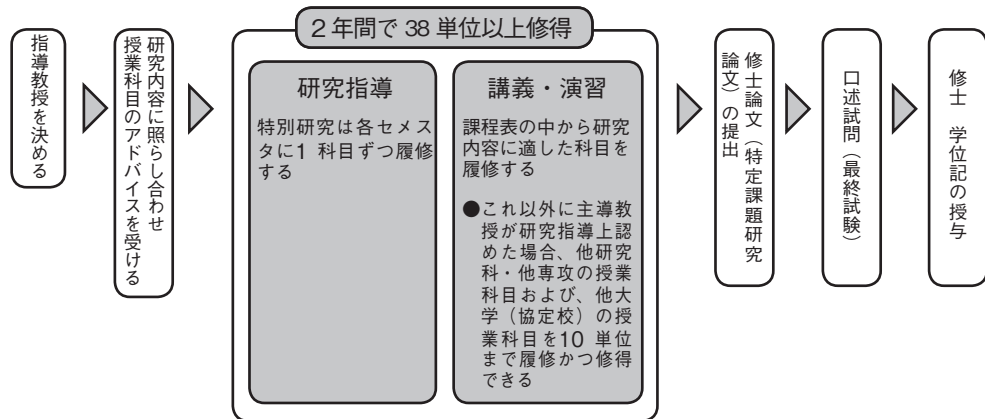 指導教授を決める
研究内容に照らし合わせ
授業科目のアドバイスを受ける
2年間で 38 単位以上修得
研究指導
特別研究は各セメス
タに1 科目ずつ履修
する
講義・演習
課程表の中から研究
内容に適した科目を
履修する
●これ以外に主導教
授が研究指導上認
めた場合、他研究
科・他専攻の授業
科目および、他大
学（協定校）の授
業科目を10 単位
まで履修かつ修得
できる
修士論文（特定課題研究
論文）の提出
口述試問（最終試験）
修士 学位記の授与